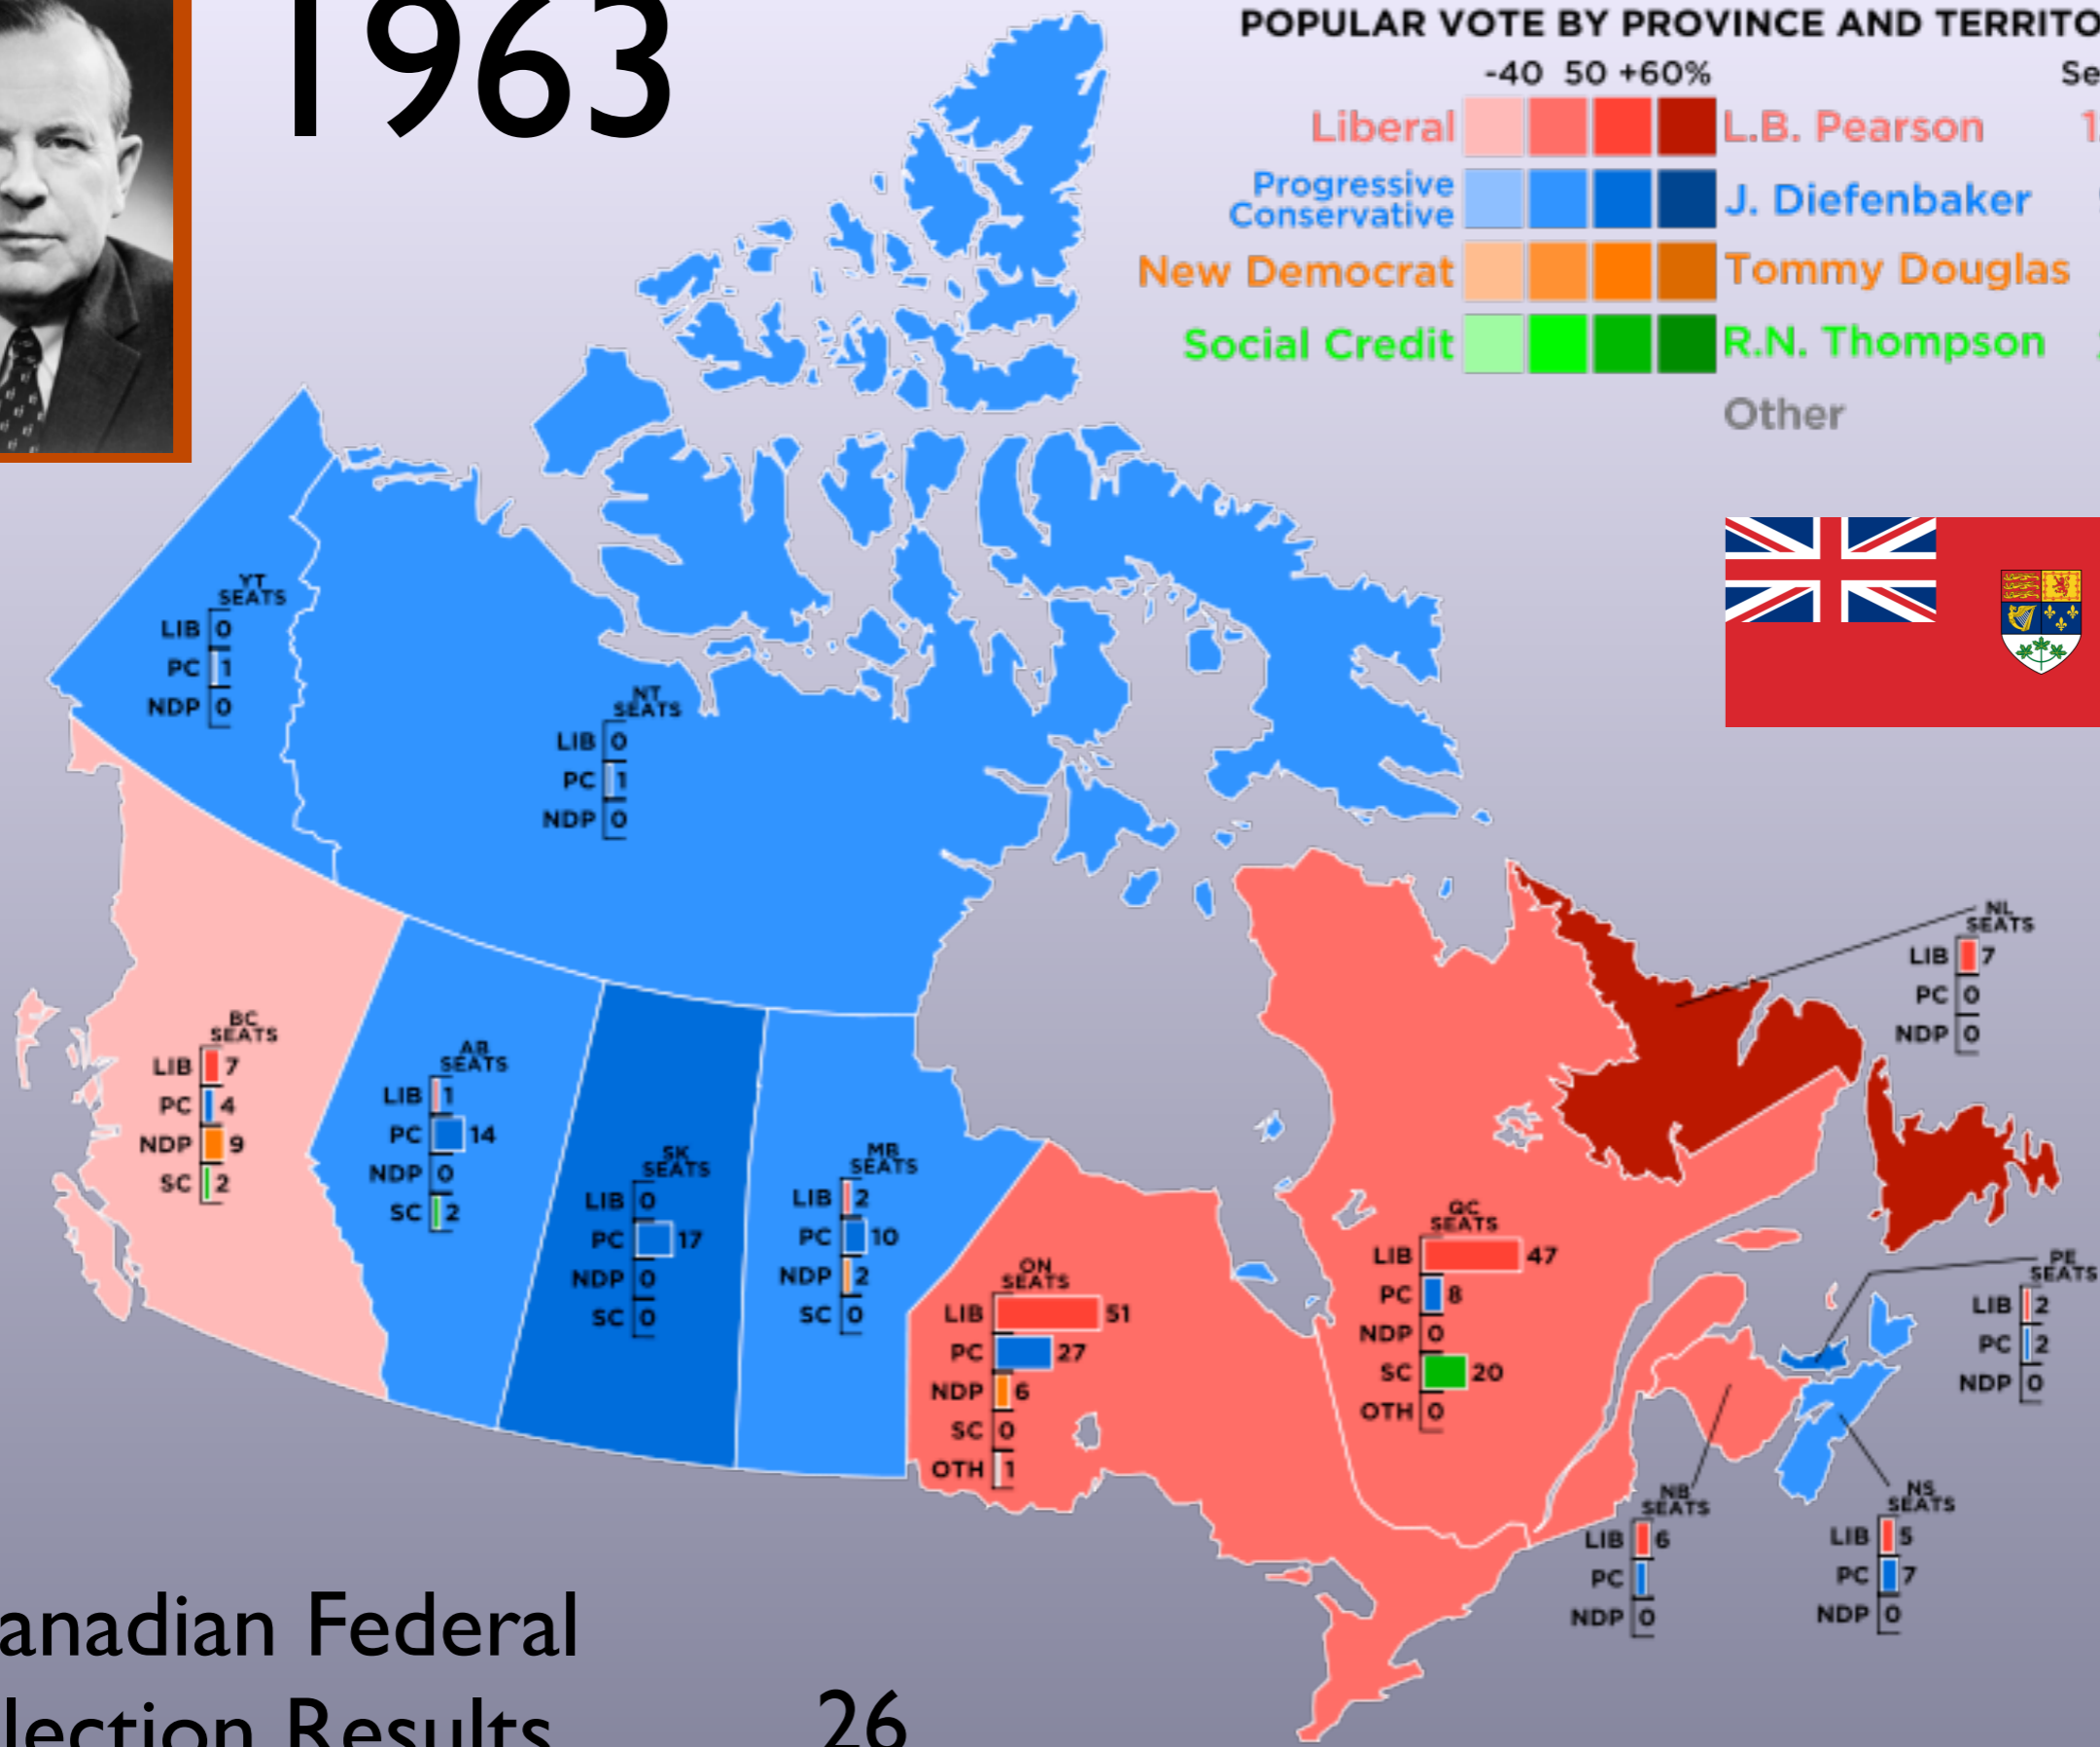 1963
POPULAR VOTE BY PROVINCE AND TERRITO
-40 50 +60% Se
Liberal L.B. Pearson 1
Progressive
Conservative J. Diefenbaker
New Democrat Tommy Douglas
Social Credit R.N. Thompson
Other
YT
SEATS
LIB 0
PC 1
NDP 0
NT
SEATS
LIB 0
PC 1
NDP 0
NL
SEATS
LIB 7
PC 0
NDP 0
BC
SEATS
LIB 7
PC 4
NDP 9
SC 2
AB
SEATS
LIB 1
PC 14
NDP 0
SC 2
SK
SEATS
LIB 0
PC 17
NDP 0
SC 0
MB
SEATS
LIB 2
PC 10
NDP 2
SC 0
ON
SEATS
LIB 51
PC 27
NDP 6
SC 0
OTH 1
QC
SEATS
LIB 47
PC 8
NDP 0
SC 20
OTH 0
PE
SEATS
LIB 2
PC 2
NDP 0
NB
SEATS
LIB 6
PC
NDP 0
NS
SEATS
LIB 5
PC 7
NDP 0
anadian Federal
lection Results
26